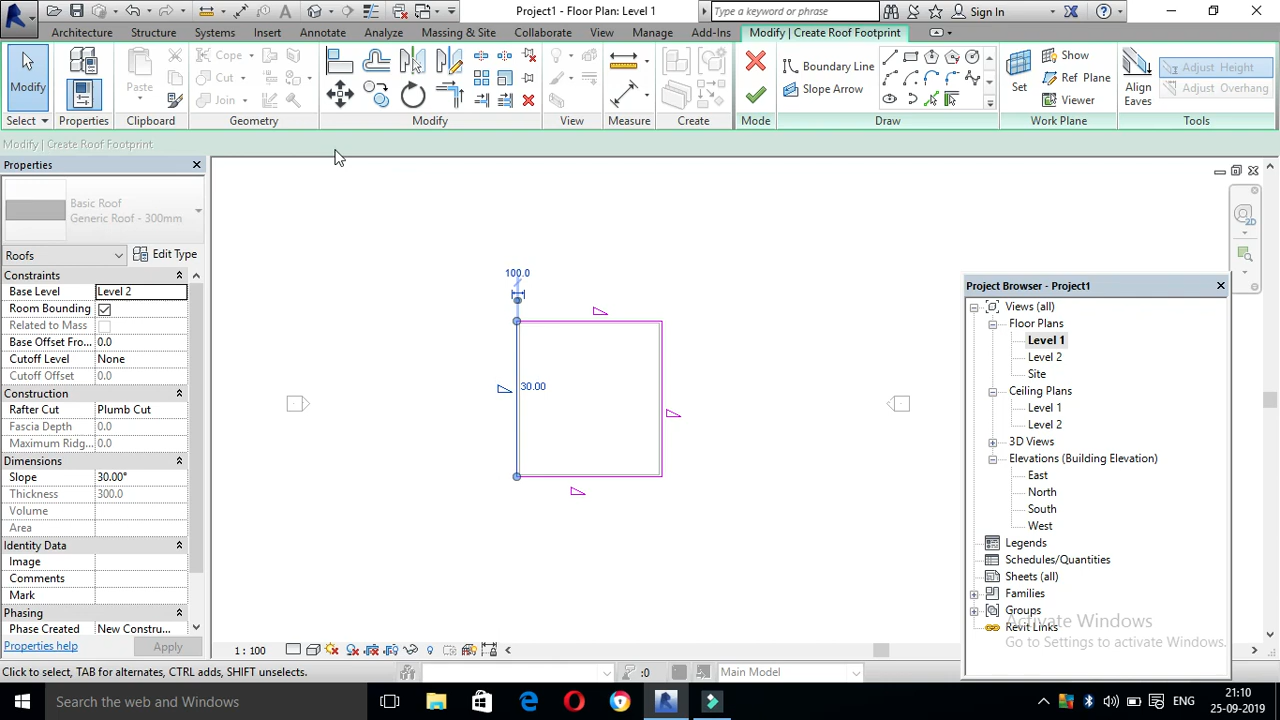 Project1 - Floor Plan: Level 1
Type a keyword or phrase
Sign In
Architecture
Structure
Systems
Insert
Annotate
Analyze
Massing & Site
Collaborate
View
Manage
Add-Ins
Modify | Create Roof Footprint
Modify
Paste
Cope
Cut
Join
Boundary Line
Slope Arrow
Set
Show
Ref Plane
Viewer
Align
Eaves
Adjust Height
Adjust Overhang
Select
Properties
Clipboard
Geometry
Modify
View
Measure
Create
Mode
Draw
Work Plane
Tools
Modify | Create Roof Footprint
Properties
Basic Roof
Generic Roof - 300mm
Roofs
Edit Type
Constraints
Base Level
Level 2
Room Bounding
Related to Mass
Base Offset Fro...
0.0
Cutoff Level
None
Cutoff Offset
0.0
Construction
Rafter Cut
Plumb Cut
Fascia Depth
0.0
Maximum Ridg...
0.0
Dimensions
Slope
30.00°
Thickness
300.0
Volume
Area
Identity Data
Image
Comments
Mark
Phasing
Phase Created
New Constru...
Properties help
Apply
100.0
30.00
2D
Project Browser - Project1
Views (all)
Floor Plans
Level 1
Level 2
Site
Ceiling Plans
Level 1
Level 2
3D Views
Elevations (Building Elevation)
East
North
South
West
Legends
Schedules/Quantities
Sheets (all)
Families
Groups
Revit Links
Activate Windows
Go to Settings to activate Windows.
1 : 100
Click to select, TAB for alternates, CTRL adds, SHIFT unselects.
:0
Main Model
Search the web and Windows
ENG
21:10
25-09-2019